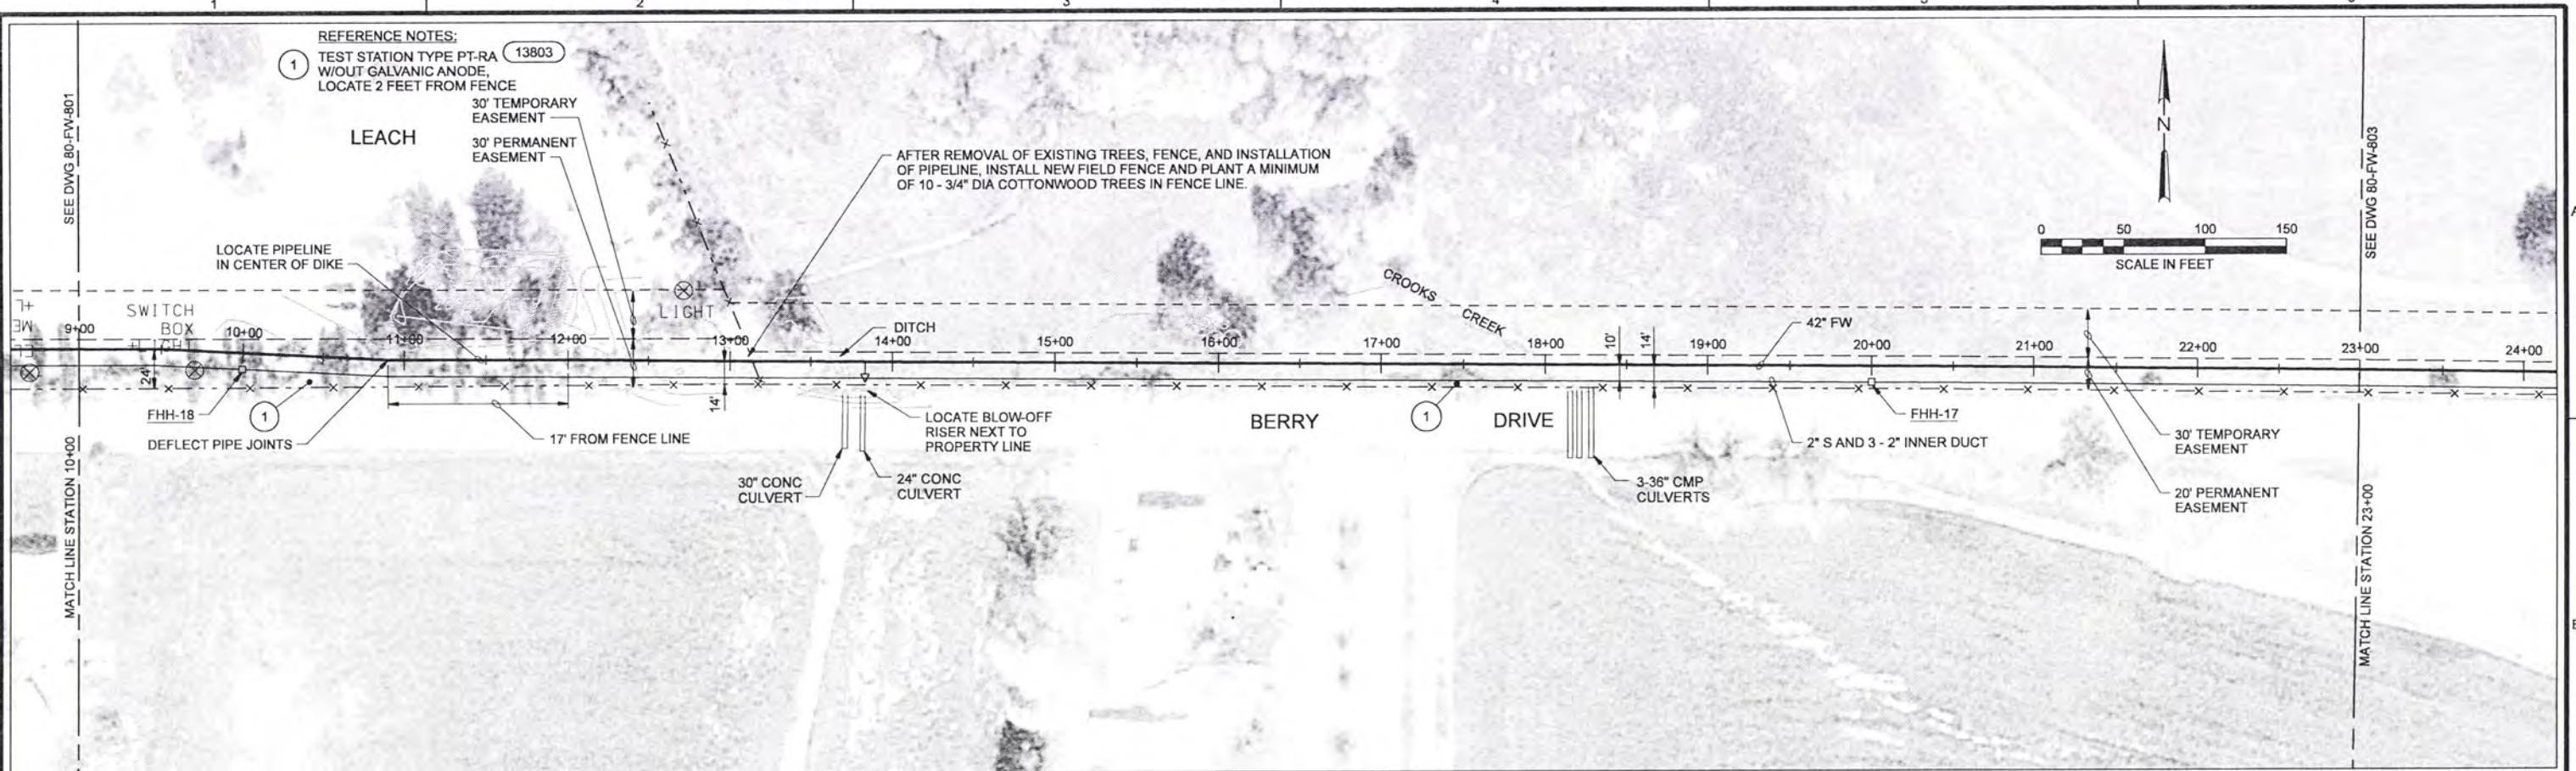 1
2
3
4
REFERENCE NOTES:
1
TEST STATION TYPE PT-RA 13803
W/OUT GALVANIC ANODE,
LOCATE 2 FEET FROM FENCE
SEE DWG 80-FW-801
LEACH
30' TEMPORARY
EASEMENT
30' PERMANENT
EASEMENT
AFTER REMOVAL OF EXISTING TREES, FENCE, AND INSTALLATION
OF PIPELINE, INSTALL NEW FIELD FENCE AND PLANT A MINIMUM
OF 10 - 3/4" DIA COTTONWOOD TREES IN FENCE LINE.
N
0 50 100 150
SCALE IN FEET
SEE DWG 80-FW-803
LOCATE PIPELINE
IN CENTER OF DIKE
SWITCH
BOX
LIGHT
CROOKS
CREEK
DITCH
42" FW
9+00 10+00 11+00 12+00 13+00 14+00 15+00 16+00 17+00 18+00 19+00 20+00 21+00 22+00 23+00 24+00
24'
14'
10'
14'
FHH-18
1
DEFLECT PIPE JOINTS
17' FROM FENCE LINE
LOCATE BLOW-OFF
RISER NEXT TO
PROPERTY LINE
30" CONC
CULVERT
24" CONC
CULVERT
BERRY
1
DRIVE
3-36" CMP
CULVERTS
2" S AND 3 - 2" INNER DUCT
FHH-17
30' TEMPORARY
EASEMENT
20' PERMANENT
EASEMENT
MATCH LINE STATION 10+00
MATCH LINE STATION 23+00